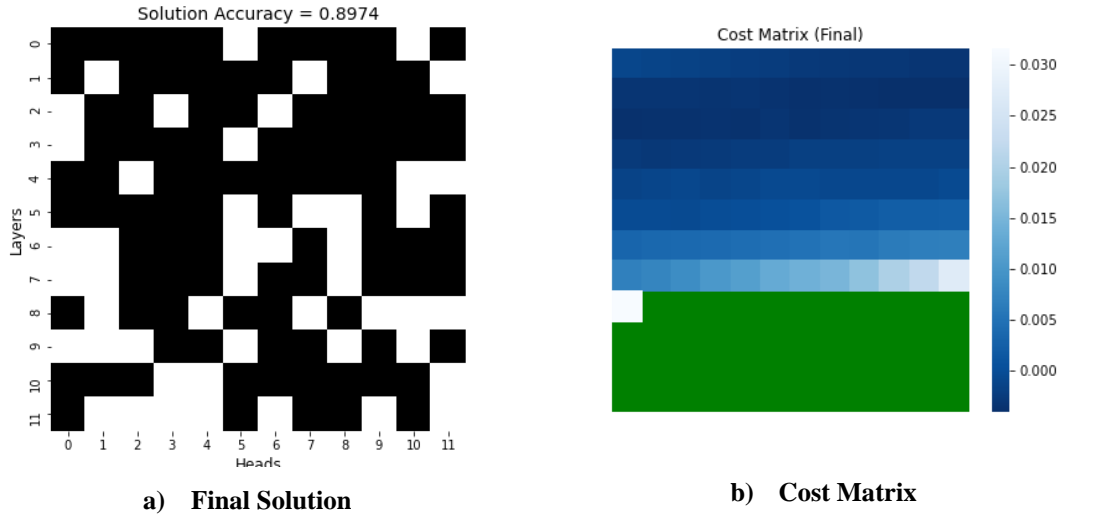 Solution Accuracy = 0.8974
Layers
0
1
2
3
4
5
6
7
8
9
10
11
0 1 2 3 4 5 6 7 8 9 10 11
Heads
a) Final Solution
Cost Matrix (Final)
0.030
0.025
0.020
0.015
0.010
0.005
0.000
b) Cost Matrix